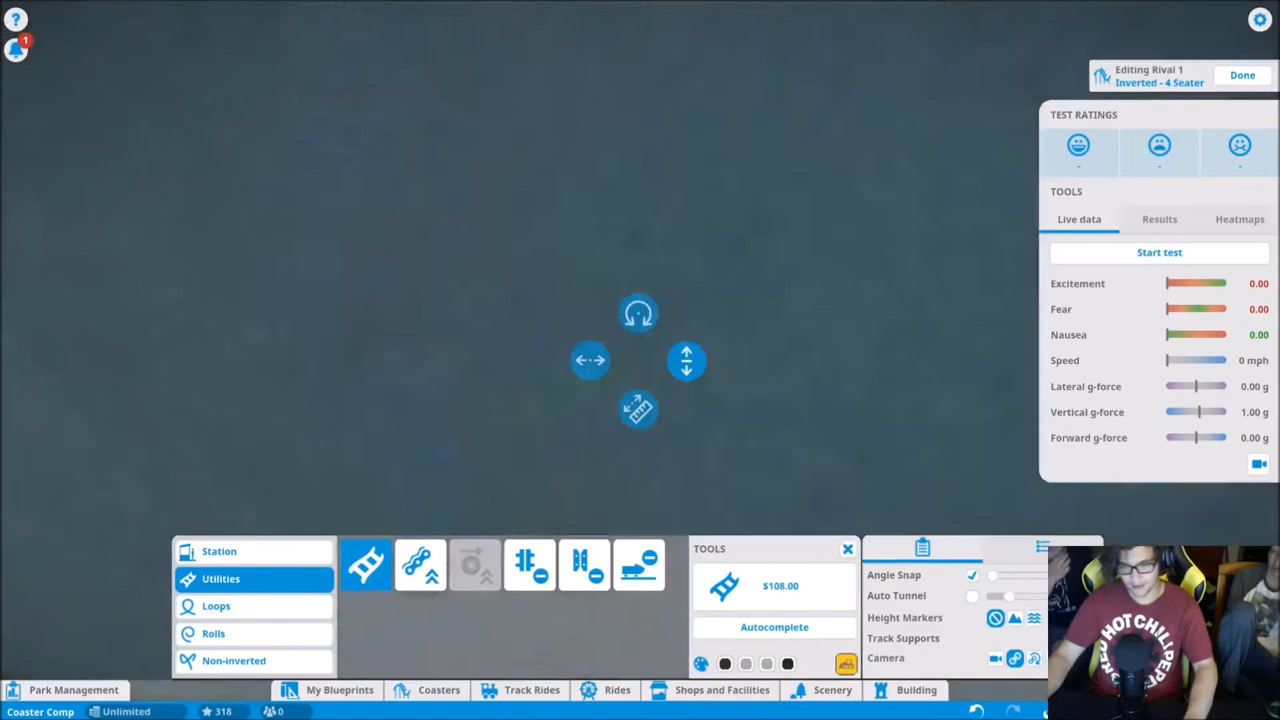 ?
1
Editing Rival 1
Inverted - 4 Seater
Done
TEST RATINGS
- - -
TOOLS
Live data Results Heatmaps
Start test
Excitement 0.00
Fear 0.00
Nausea 0.00
Speed 0 mph
Lateral g-force 0.00 g
Vertical g-force 1.00 g
Forward g-force 0.00 g
Station
Utilities
Loops
Rolls
Non-inverted
TOOLS
$108.00
Autocomplete
Angle Snap
Auto Tunnel
Height Markers
Track Supports
Camera
HOT CHILI PEPPE
Park Management
My Blueprints
Coasters
Track Rides
Rides
Shops and Facilities
Scenery
Building
Coaster Comp
Unlimited
318
0